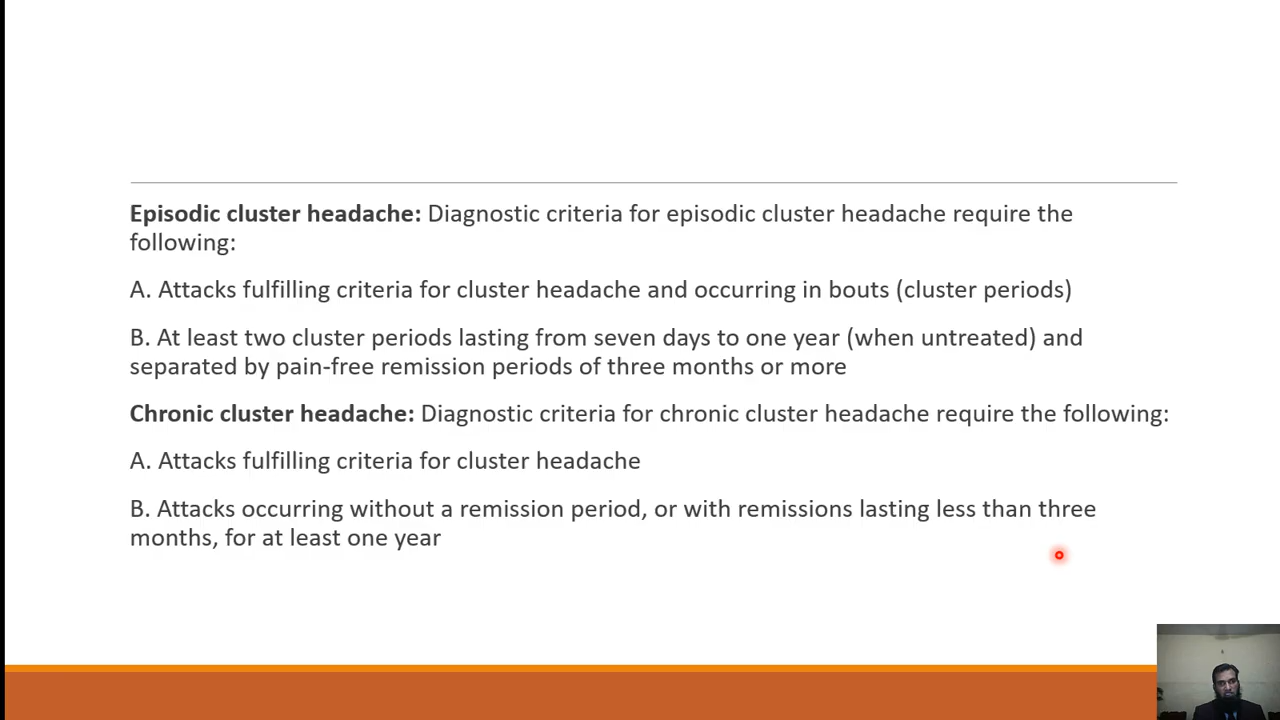 Episodic cluster headache: Diagnostic criteria for episodic cluster headache require the
following:
A. Attacks fulfilling criteria for cluster headache and occurring in bouts (cluster periods)
B. At least two cluster periods lasting from seven days to one year (when untreated) and
separated by pain-free remission periods of three months or more
Chronic cluster headache: Diagnostic criteria for chronic cluster headache require the following:
A. Attacks fulfilling criteria for cluster headache
B. Attacks occurring without a remission period, or with remissions lasting less than three
months, for at least one year